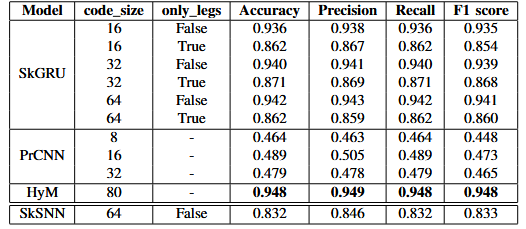 Model code_size only_legs Accuracy Precision Recall F1 score
SkGRU 16 False 0.936 0.938 0.936 0.935
16 True 0.862 0.867 0.862 0.854
32 False 0.940 0.941 0.940 0.939
32 True 0.871 0.869 0.871 0.868
64 False 0.942 0.943 0.942 0.941
64 True 0.862 0.859 0.862 0.860
PrCNN 8 - 0.464 0.463 0.464 0.448
16 - 0.489 0.505 0.489 0.473
32 - 0.479 0.478 0.479 0.465
HyM 80 - 0.948 0.949 0.948 0.948
SkSNN 64 False 0.832 0.846 0.832 0.833